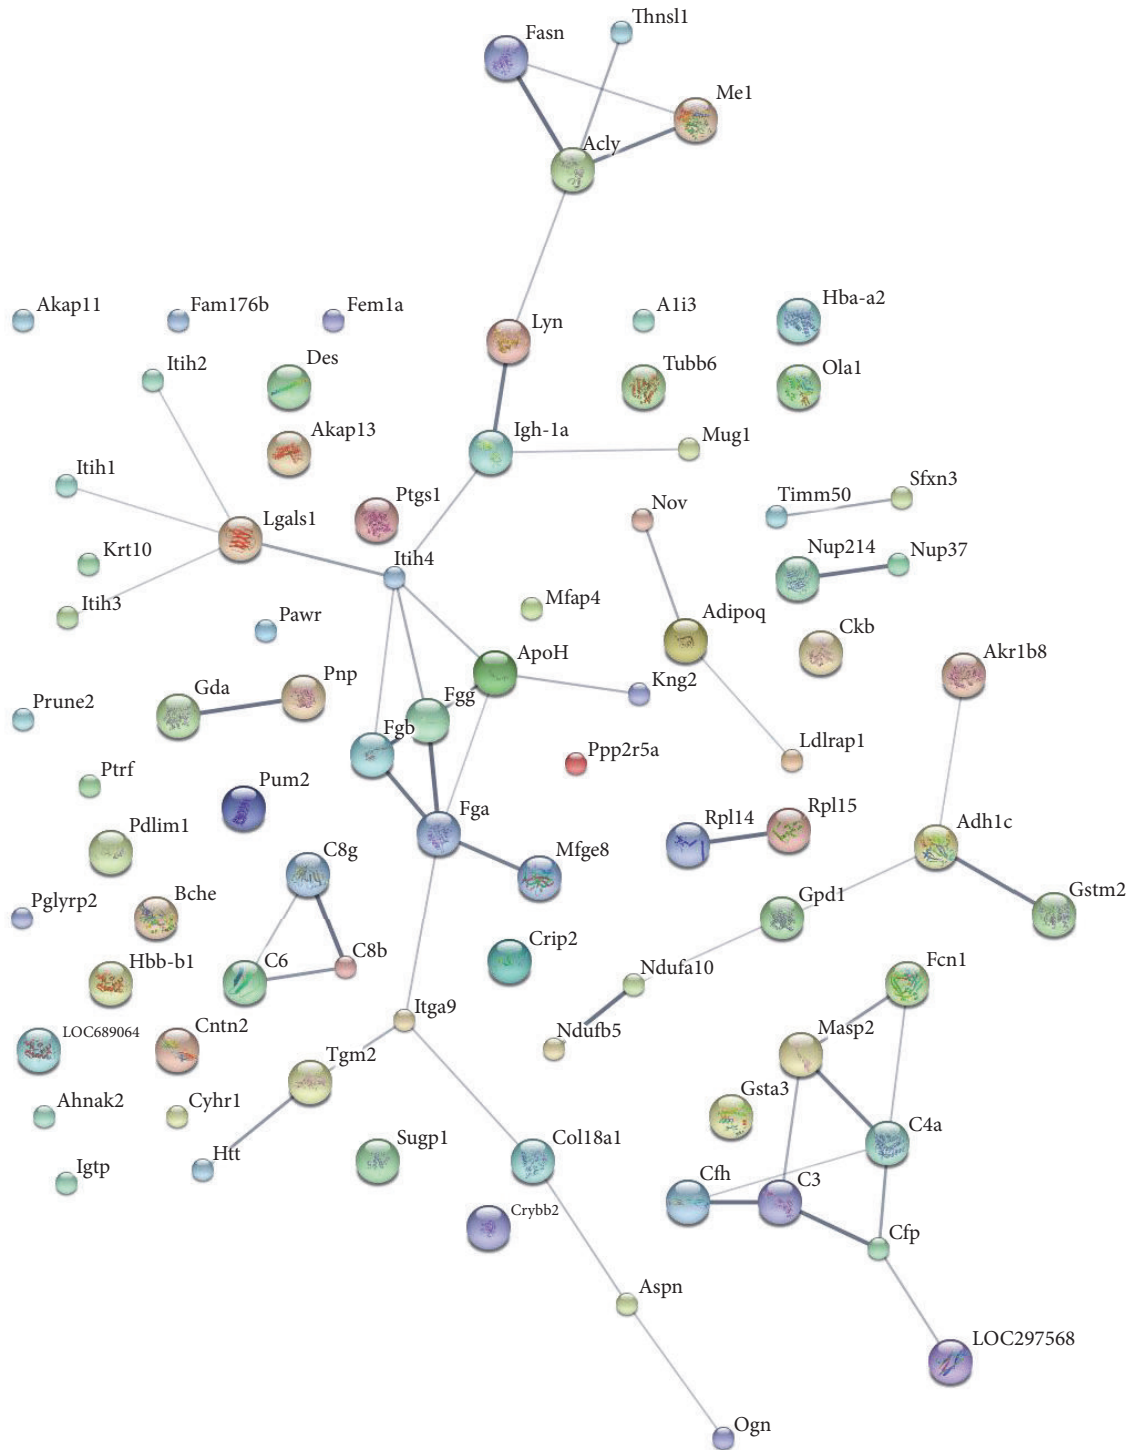 Thnsl1
Fasn
Me1
Acly
Akap11
Fam176b
Fem1a
A1i3
Hba-a2
Lyn
Itih2
Des
Tubb6
Ola1
Akap13
Igh-1a
Mug1
Itih1
Ptgs1
Nov
Timm50
Sfxn3
Lgals1
Krt10
Itih4
Nup214
Nup37
Itih3
Mfap4
Pawr
Adipoq
Ckb
ApoH
Akr1b8
Pnp
Gda
Fgg
Kng2
Prune2
Fgb
Ppp2r5a
Ldlrap1
Ptrf
Pum2
Fga
Rpl14
Rpl15
Adh1c
Pdlim1
C8g
Mfge8
Gpd1
Gstm2
Pglyrp2
Bche
C8b
Crip2
Hbb-b1
C6
Ndufa10
Fcn1
Itga9
LOC689064
Cntn2
Ndufb5
Masp2
Tgm2
Gsta3
Ahnak2
Cyhr1
C4a
Sugp1
Col18a1
Htt
Igtp
Cfh
C3
Crybb2
Cfp
Aspn
LOC297568
Ogn